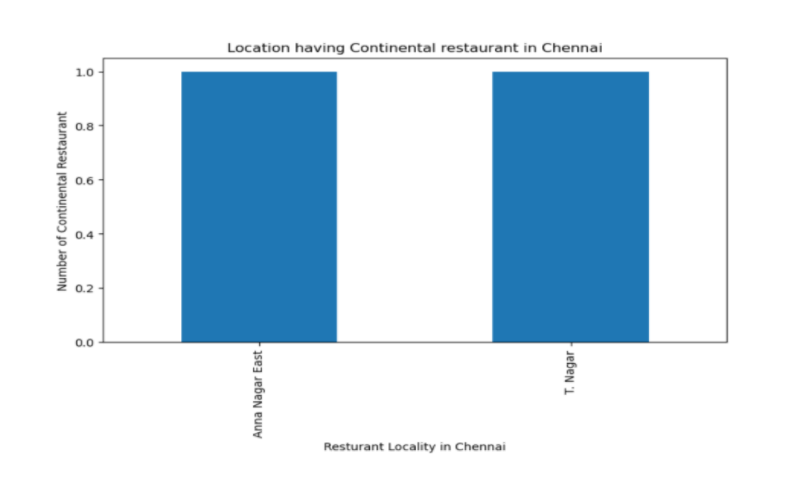 Location having Continental restaurant in Chennai
Number of Continental Restaurant
1.0
0.8
0.6
0.4
0.2
0.0
Anna Nagar East
T. Nagar
Resturant Locality in Chennai